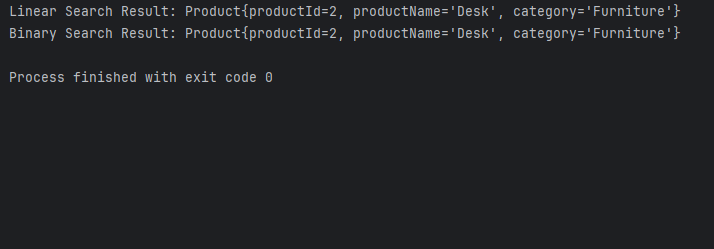 Linear Search Result: Product{productId=2, productName='Desk', category='Furniture'}
Binary Search Result: Product{productId=2, productName='Desk', category='Furniture'}
Process finished with exit code 0